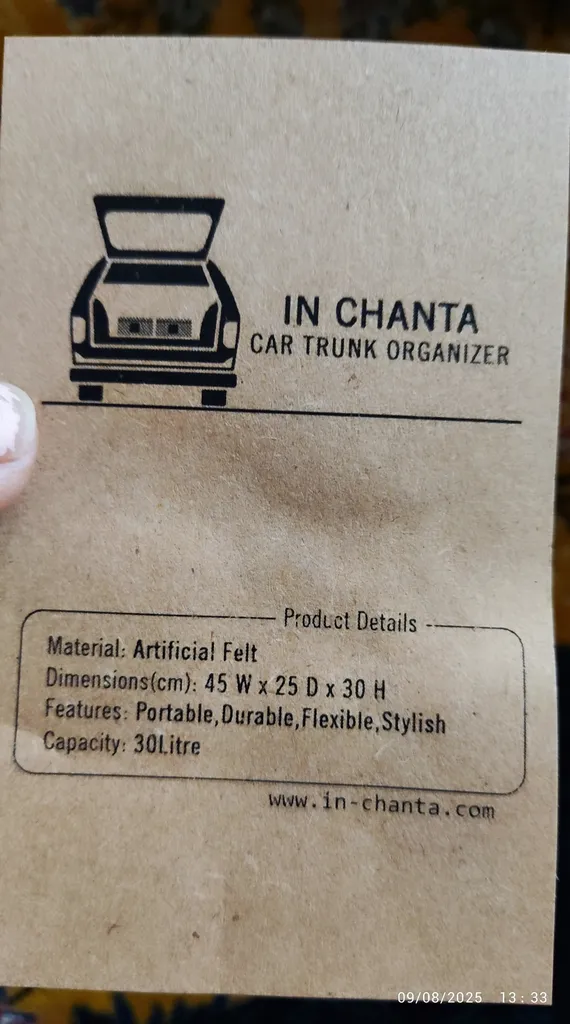 IN CHANTA
CAR TRUNK ORGANIZER
Product Details
Material: Artificial Felt
Dimensions(cm): 45 W x 25 D x 30 H
Features: Portable,Durable,Flexible,Stylish
Capacity: 30Litre
www.in-chanta.com
09/08/2025 13:33